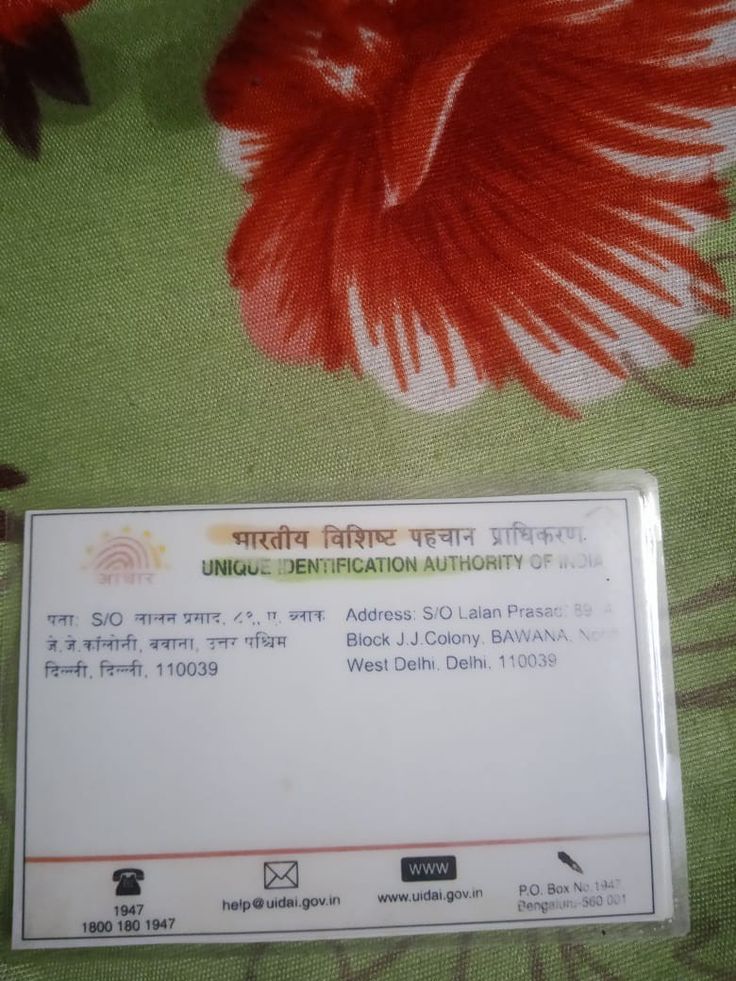 भारतीय विशिष्ट पहचान प्राधिकरण
UNIQUE IDENTIFICATION AUTHORITY OF INDIA
आधार
पता: S/O लालन प्रसाद, ८९,, ए, ब्लाक
जे.जे.कॉलोनी, बवाना, उत्तर पश्चिम
दिल्ली, दिल्ली, 110039
Address: S/O Lalan Prasad, 89, A
Block J.J.Colony, BAWANA, North
West Delhi, Delhi, 110039
1947
1800 180 1947
help@uidai.gov.in
WWW
www.uidai.gov.in
P.O. Box No.1947
Bengaluru-560 001